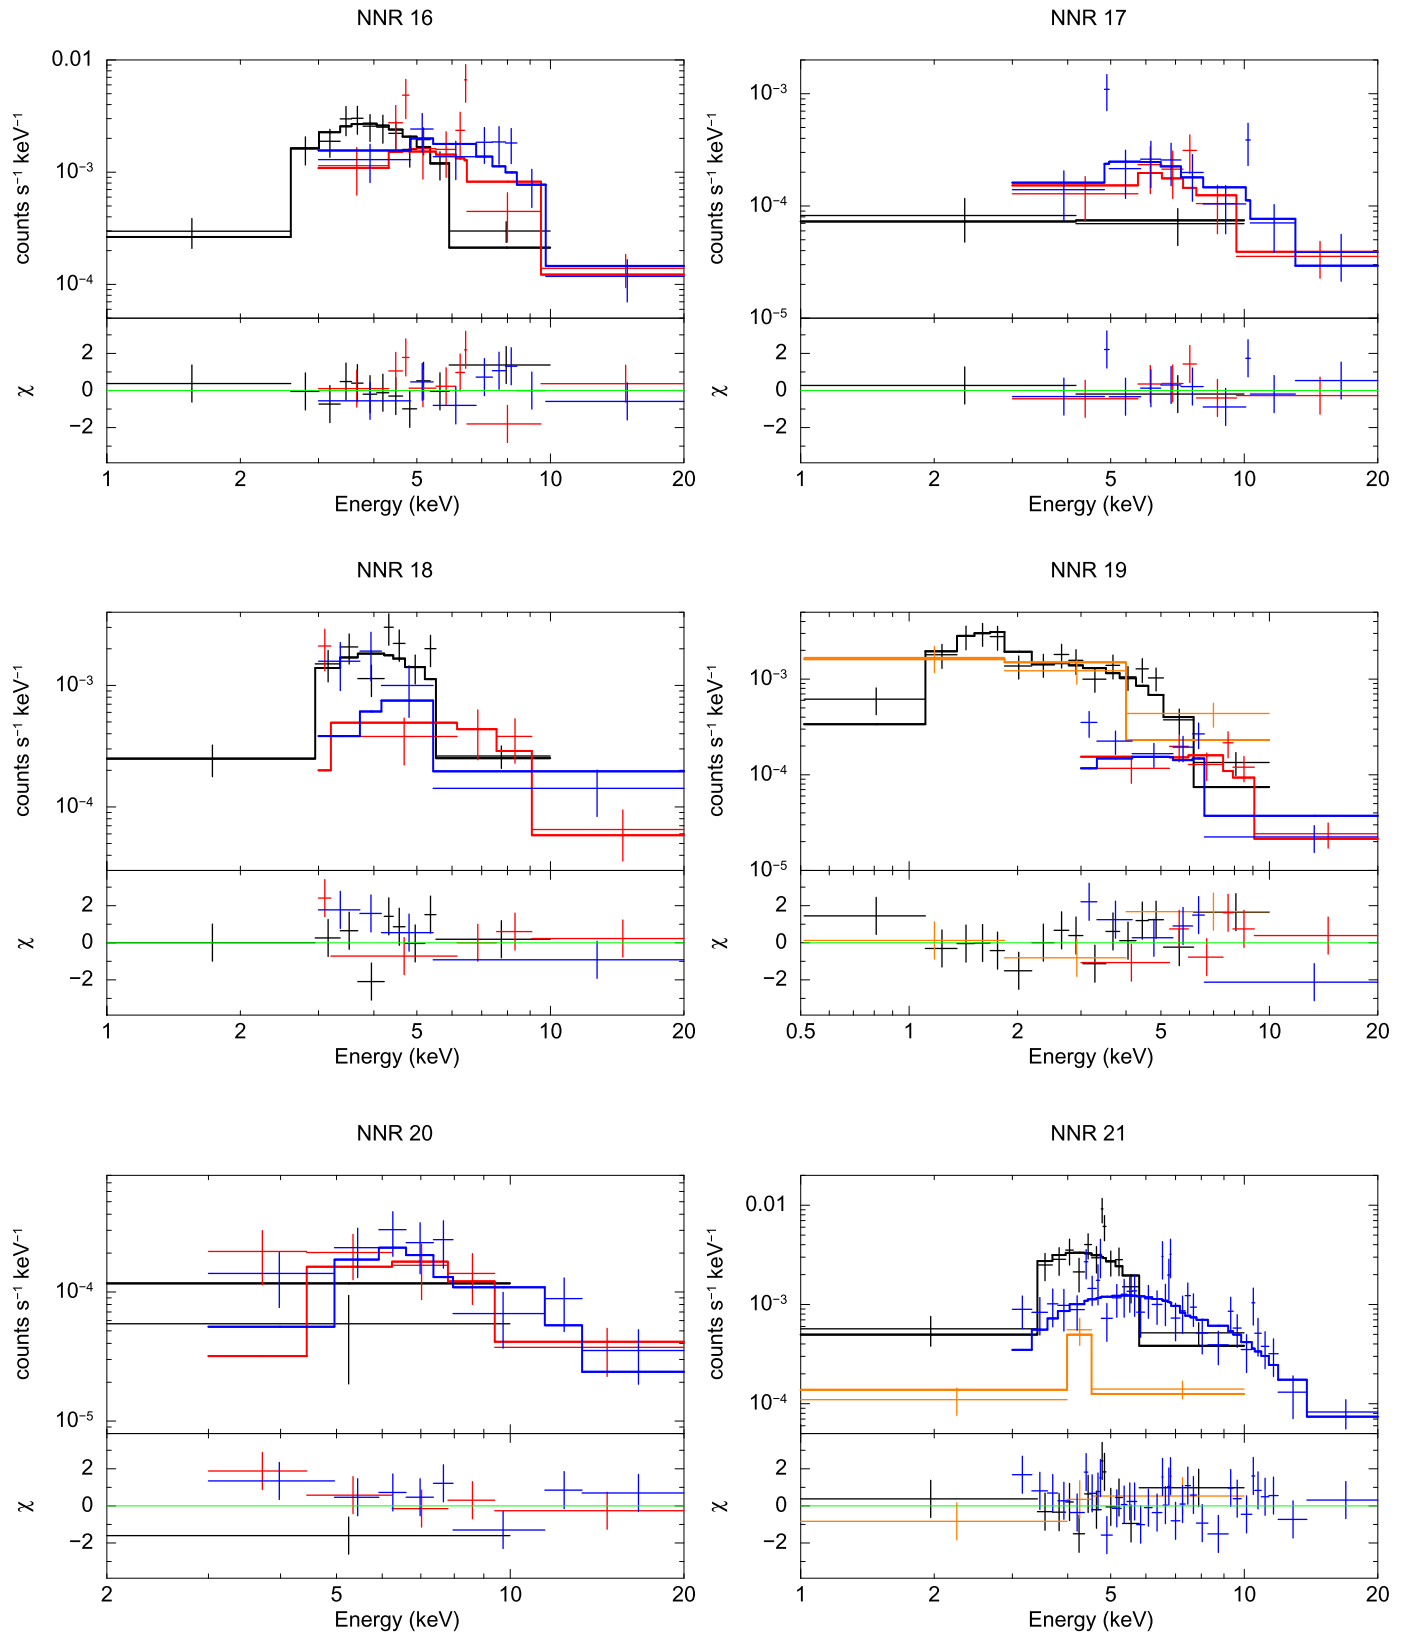 NNR 16
0.01
10⁻³
10⁻⁴
counts s⁻¹ keV⁻¹
2
0
−2
χ
1 2 5 10 20
Energy (keV)
NNR 17
10⁻³
10⁻⁴
10⁻⁵
counts s⁻¹ keV⁻¹
2
0
−2
χ
1 2 5 10 20
Energy (keV)
NNR 18
10⁻³
10⁻⁴
counts s⁻¹ keV⁻¹
2
0
−2
χ
1 2 5 10 20
Energy (keV)
NNR 19
10⁻³
10⁻⁴
10⁻⁵
counts s⁻¹ keV⁻¹
2
0
−2
χ
0.5 1 2 5 10 20
Energy (keV)
NNR 20
10⁻⁴
10⁻⁵
counts s⁻¹ keV⁻¹
2
0
−2
χ
2 5 10 20
Energy (keV)
NNR 21
0.01
10⁻³
10⁻⁴
counts s⁻¹ keV⁻¹
2
0
−2
χ
1 2 5 10 20
Energy (keV)